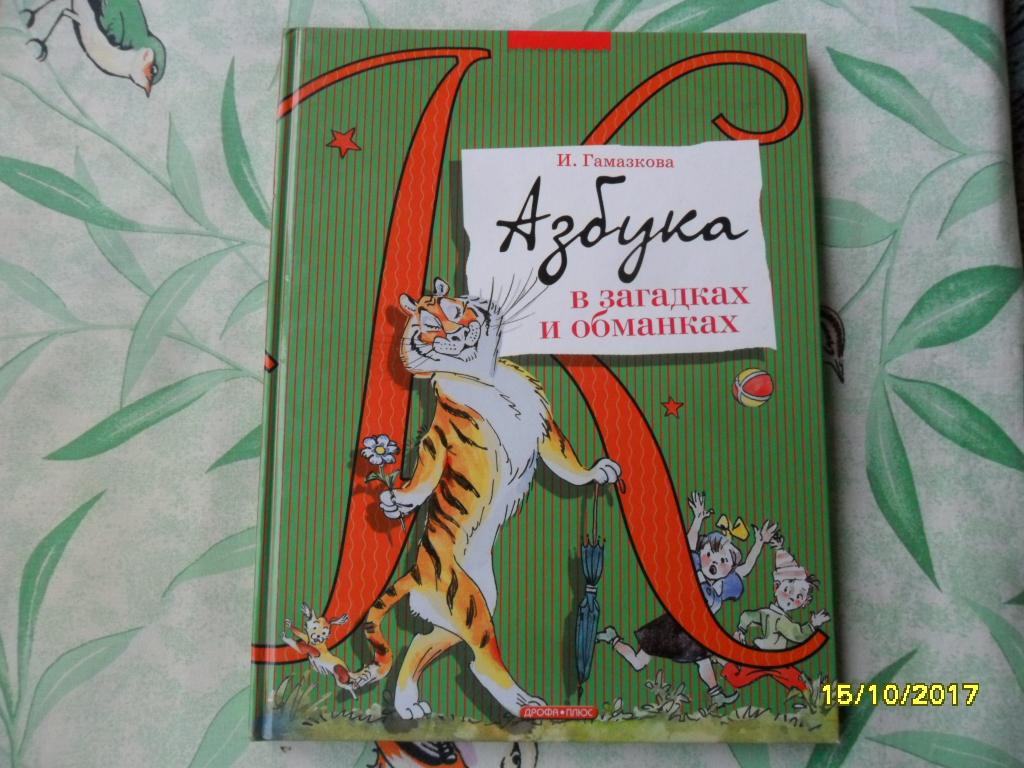 И. Гамазкова
Азбука
в загадках
и обманках
ДРОФА ПЛЮС
15/10/2017